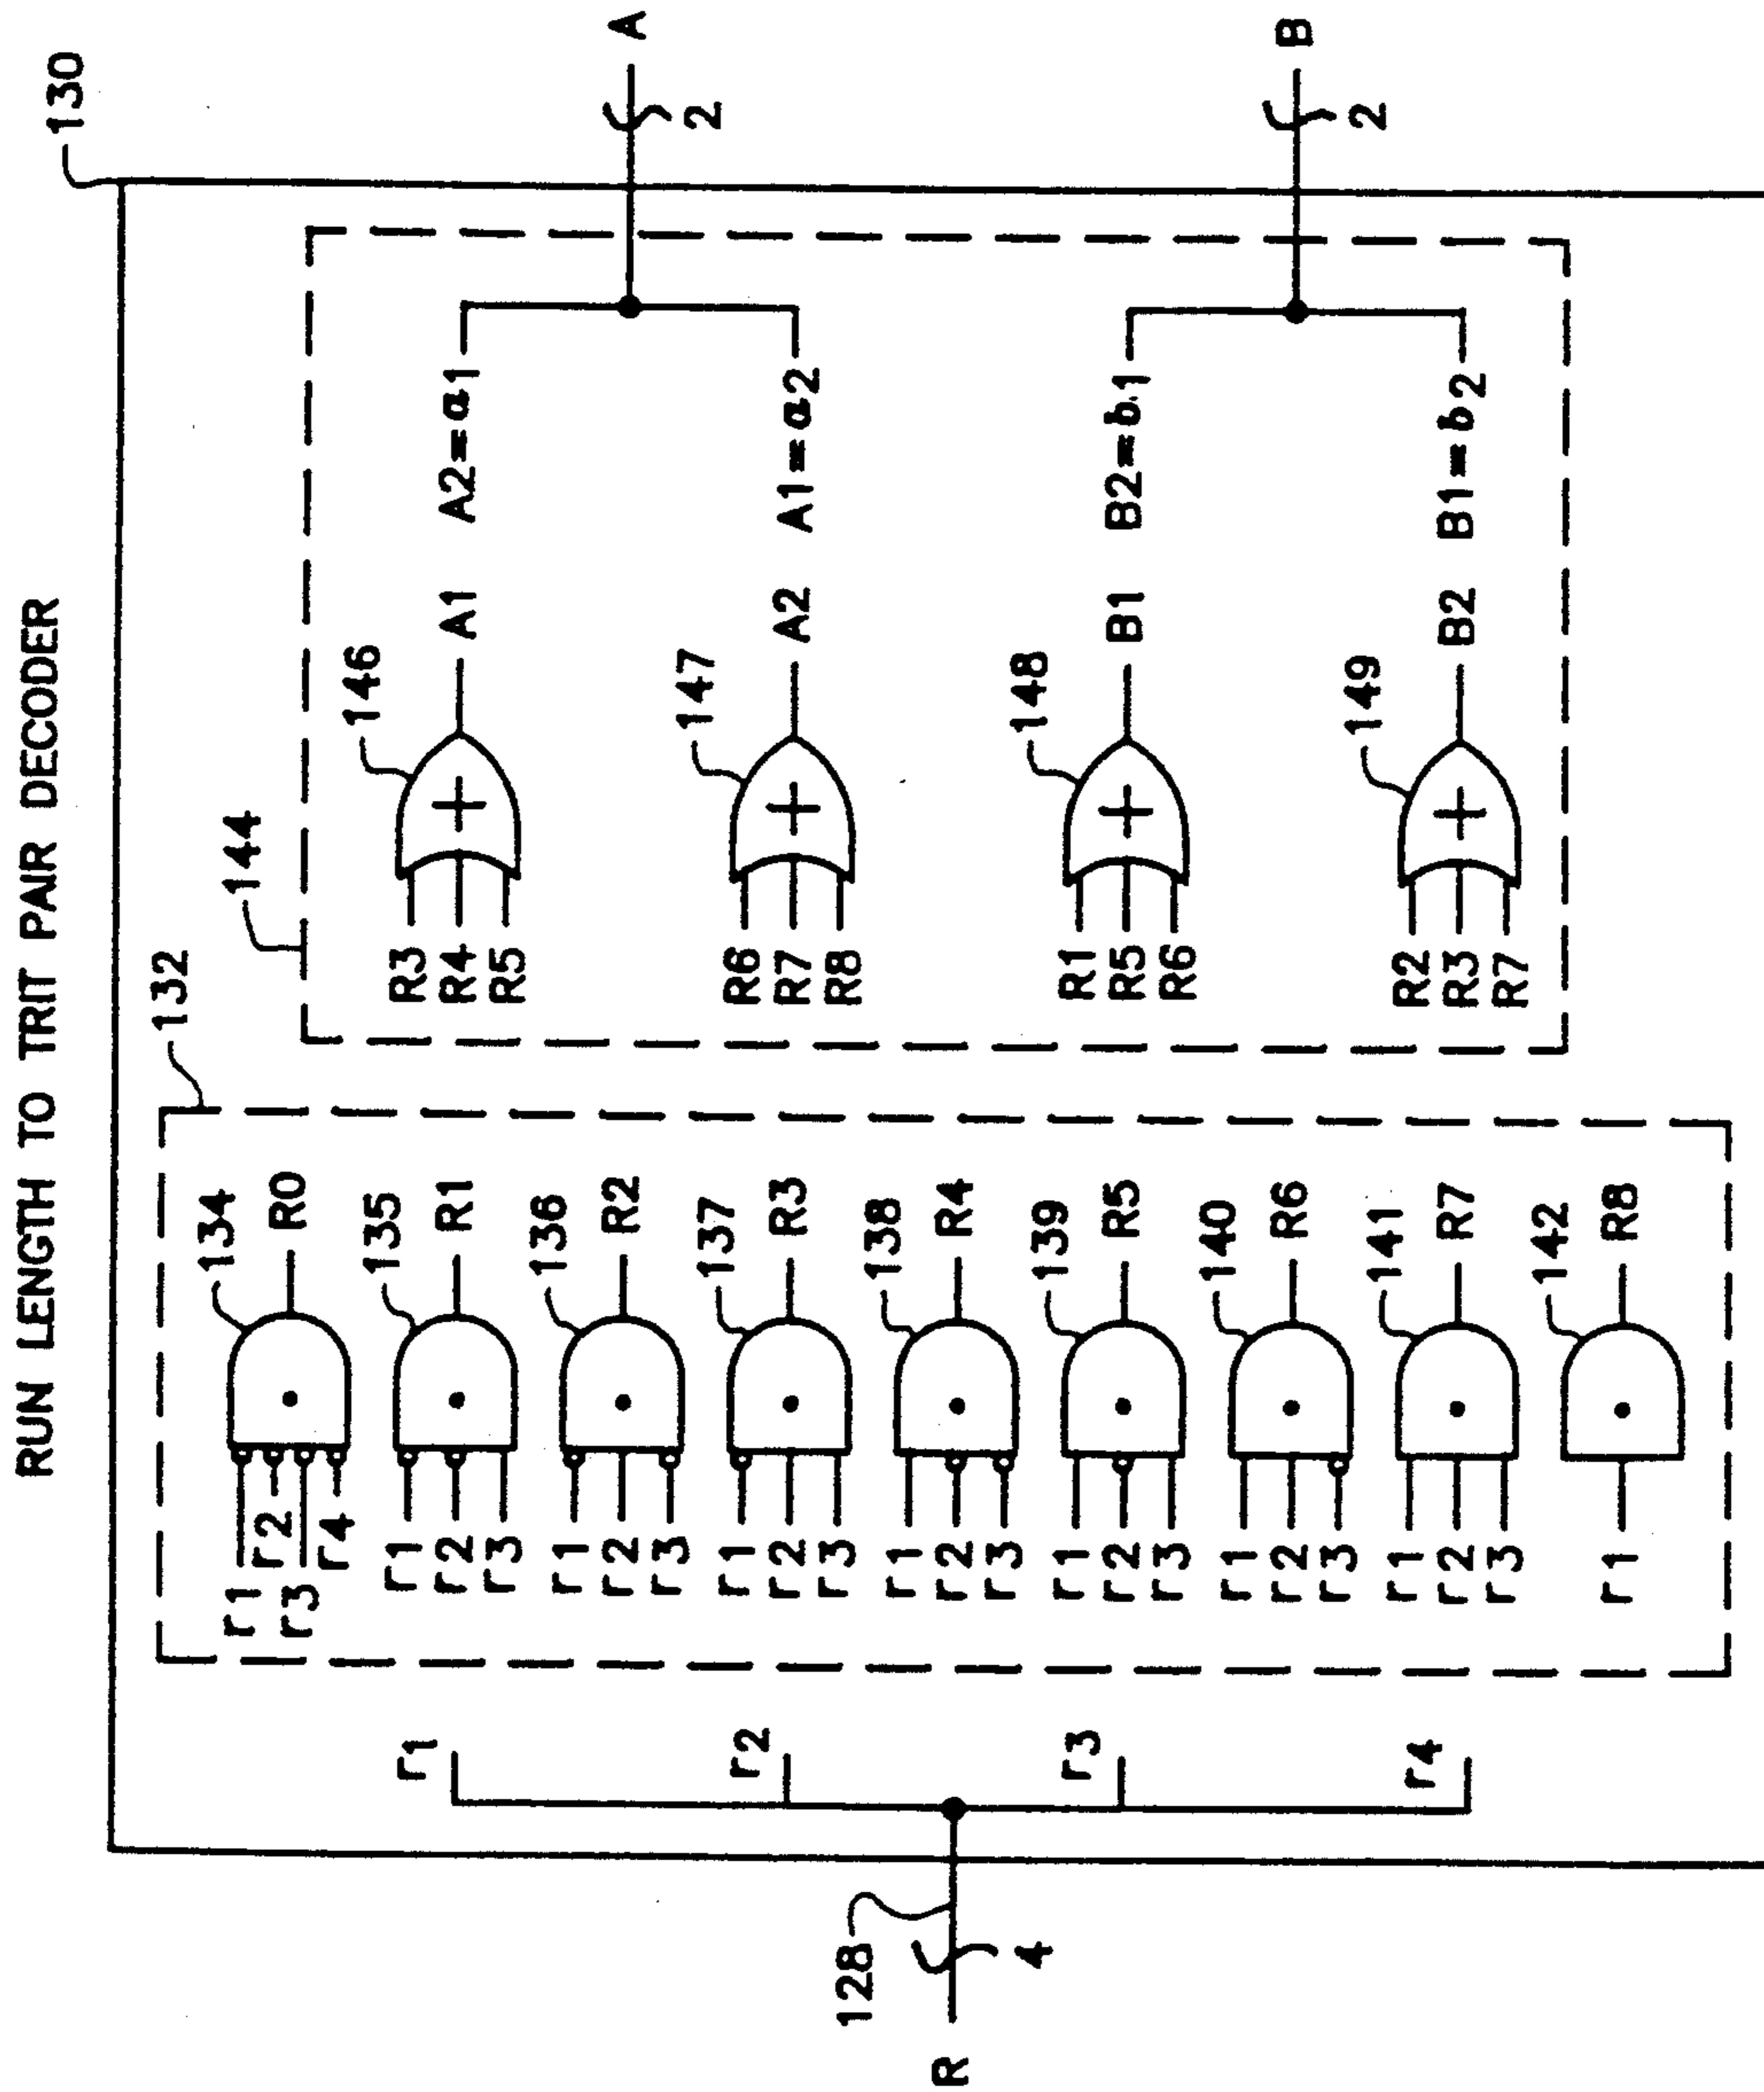 RUN LENGTH TO TRIT PAIR DECODER
130
132
144
R
128
4
r1
r2
r3
r4
r1
r2
r3
r4
134
R0
r1
r2
r3
135
R1
r1
r2
r3
136
R2
r1
r2
r3
137
R3
r1
r2
r3
138
R4
r1
r2
r3
139
R5
r1
r2
r3
140
R6
r1
r2
r3
141
R7
r1
142
R8
R3
R4
R5
146
A1
A2=a1
R6
R7
R8
147
A2
A1=a2
A
2
R1
R5
R6
148
B1
B2=b1
R2
R3
R7
149
B2
B1=b2
B
2